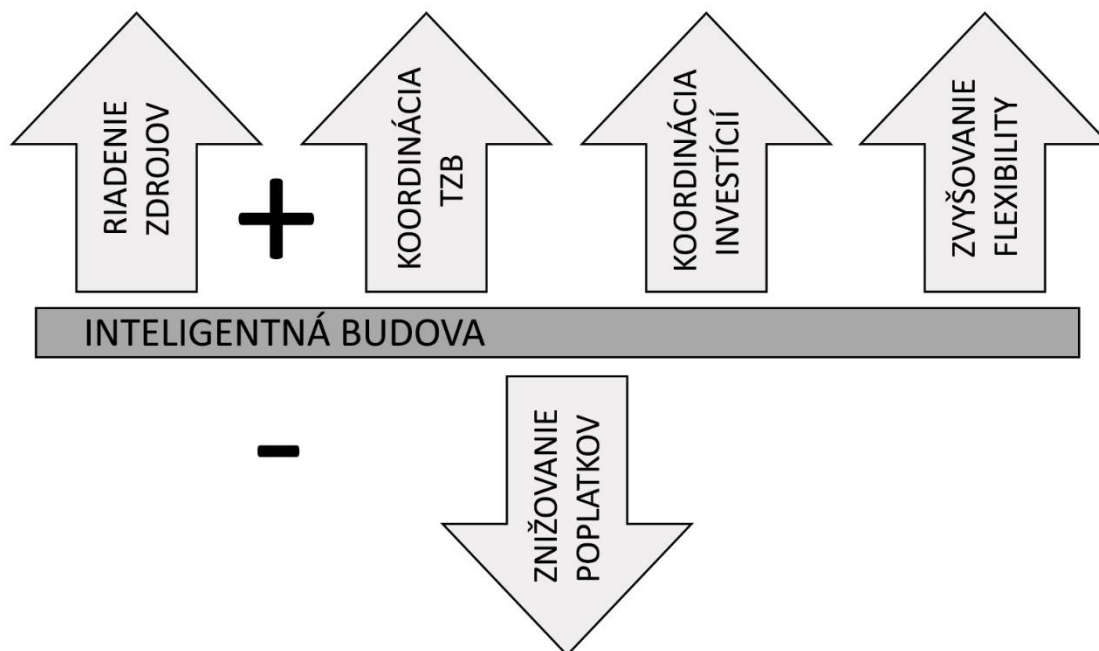 RIADENIE
ZDROJOV
+
KOORDINÁCIA
TZB
KOORDINÁCIA
INVESTÍCIÍ
ZVYŠOVANIE
FLEXIBILITY
INTELIGENTNÁ BUDOVA
-
ZNIŽOVANIE
POPLATKOV